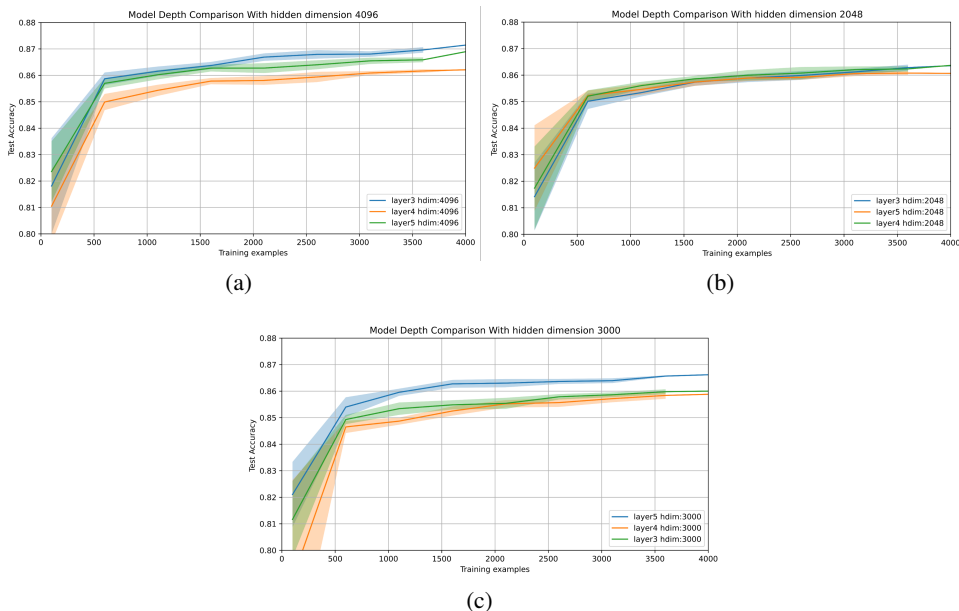 Model Depth Comparison With hidden dimension 4096
0.88
0.87
0.86
0.85
0.84
0.83
0.82
0.81
0.80
Test Accuracy
0 500 1000 1500 2000 2500 3000 3500 4000
Training examples
layer3 hdim:4096
layer4 hdim:4096
layer5 hdim:4096
(a)
Model Depth Comparison With hidden dimension 2048
0.88
0.87
0.86
0.85
0.84
0.83
0.82
0.81
0.80
Test Accuracy
0 500 1000 1500 2000 2500 3000 3500 4000
Training examples
layer3 hdim:2048
layer5 hdim:2048
layer4 hdim:2048
(b)
Model Depth Comparison With hidden dimension 3000
0.88
0.87
0.86
0.85
0.84
0.83
0.82
0.81
0.80
Test Accuracy
0 500 1000 1500 2000 2500 3000 3500 4000
Training examples
layer5 hdim:3000
layer4 hdim:3000
layer3 hdim:3000
(c)